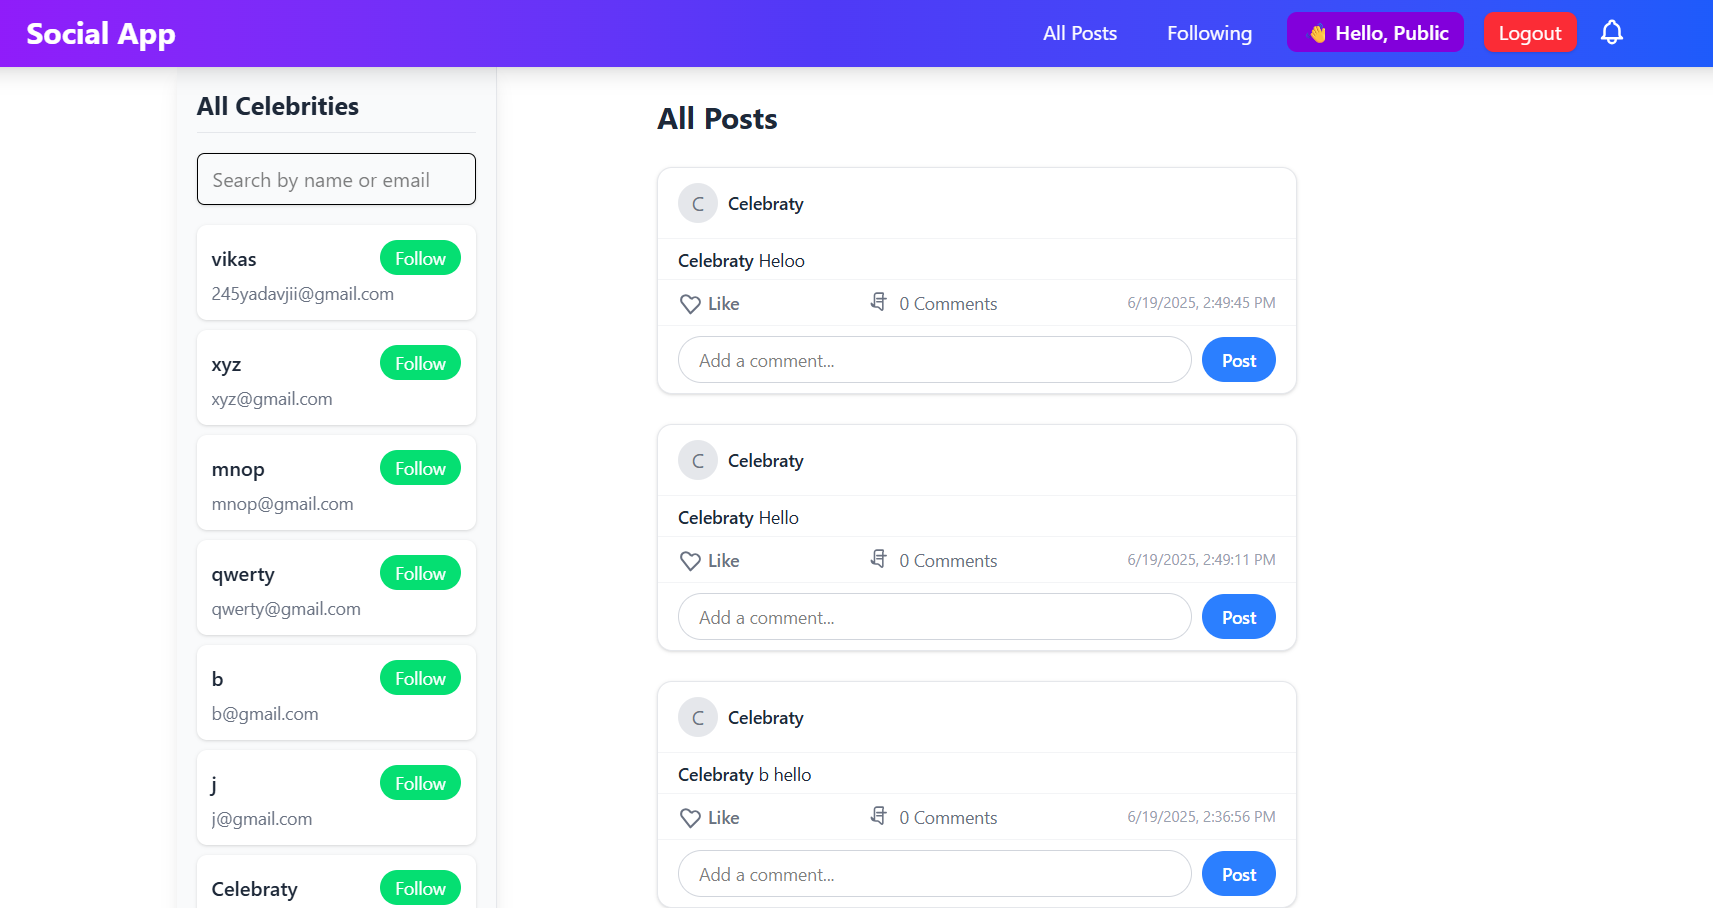 Social App
All Posts
Following
👋 Hello, Public
Logout
All Celebrities
Search by name or email
vikas
Follow
245yadavjii@gmail.com
xyz
Follow
xyz@gmail.com
mnop
Follow
mnop@gmail.com
qwerty
Follow
qwerty@gmail.com
b
Follow
b@gmail.com
j
Follow
j@gmail.com
Celebraty
Follow
All Posts
C
Celebraty
Celebraty Heloo
Like
0 Comments
6/19/2025, 2:49:45 PM
Add a comment...
Post
C
Celebraty
Celebraty Hello
Like
0 Comments
6/19/2025, 2:49:11 PM
Add a comment...
Post
C
Celebraty
Celebraty b hello
Like
0 Comments
6/19/2025, 2:36:56 PM
Add a comment...
Post